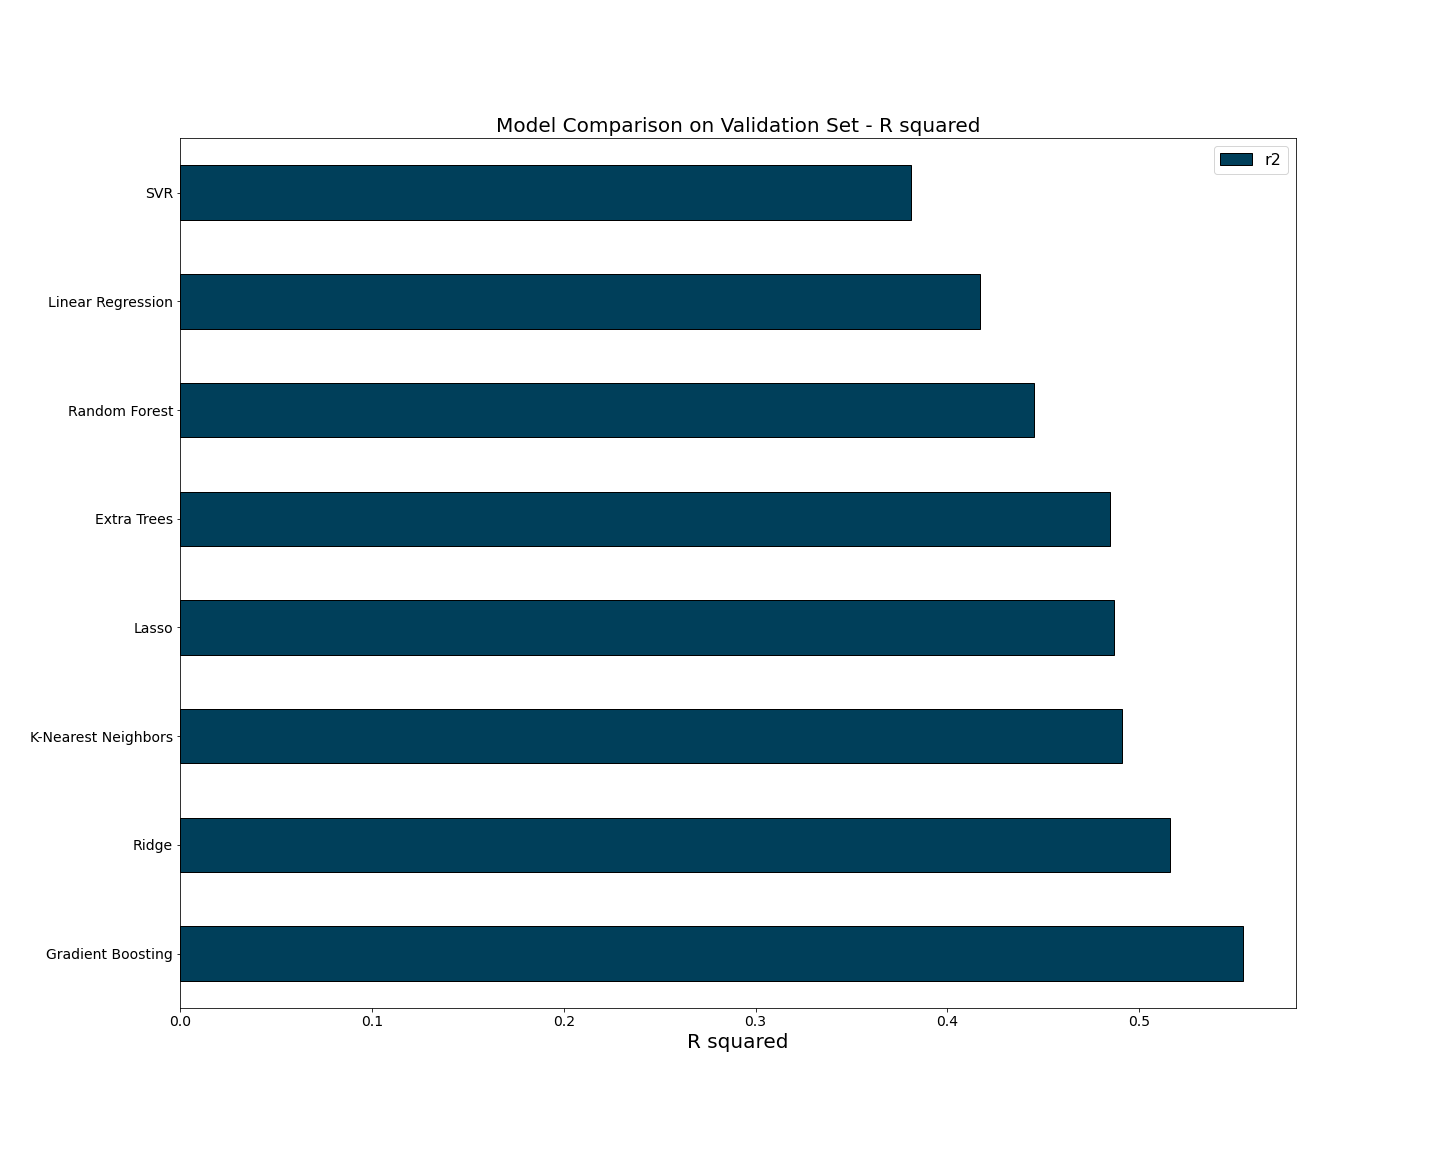 Model Comparison on Validation Set - R squared
r2
SVR
Linear Regression
Random Forest
Extra Trees
Lasso
K-Nearest Neighbors
Ridge
Gradient Boosting
0.0 0.1 0.2 0.3 0.4 0.5
R squared